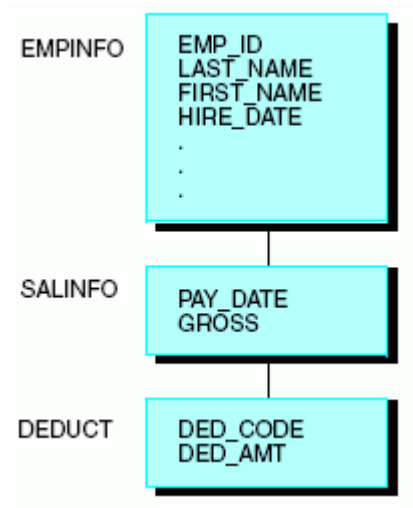 EMPINFO
EMP_ID
LAST_NAME
FIRST_NAME
HIRE_DATE
.
.
.
SALINFO
PAY_DATE
GROSS
DEDUCT
DED_CODE
DED_AMT